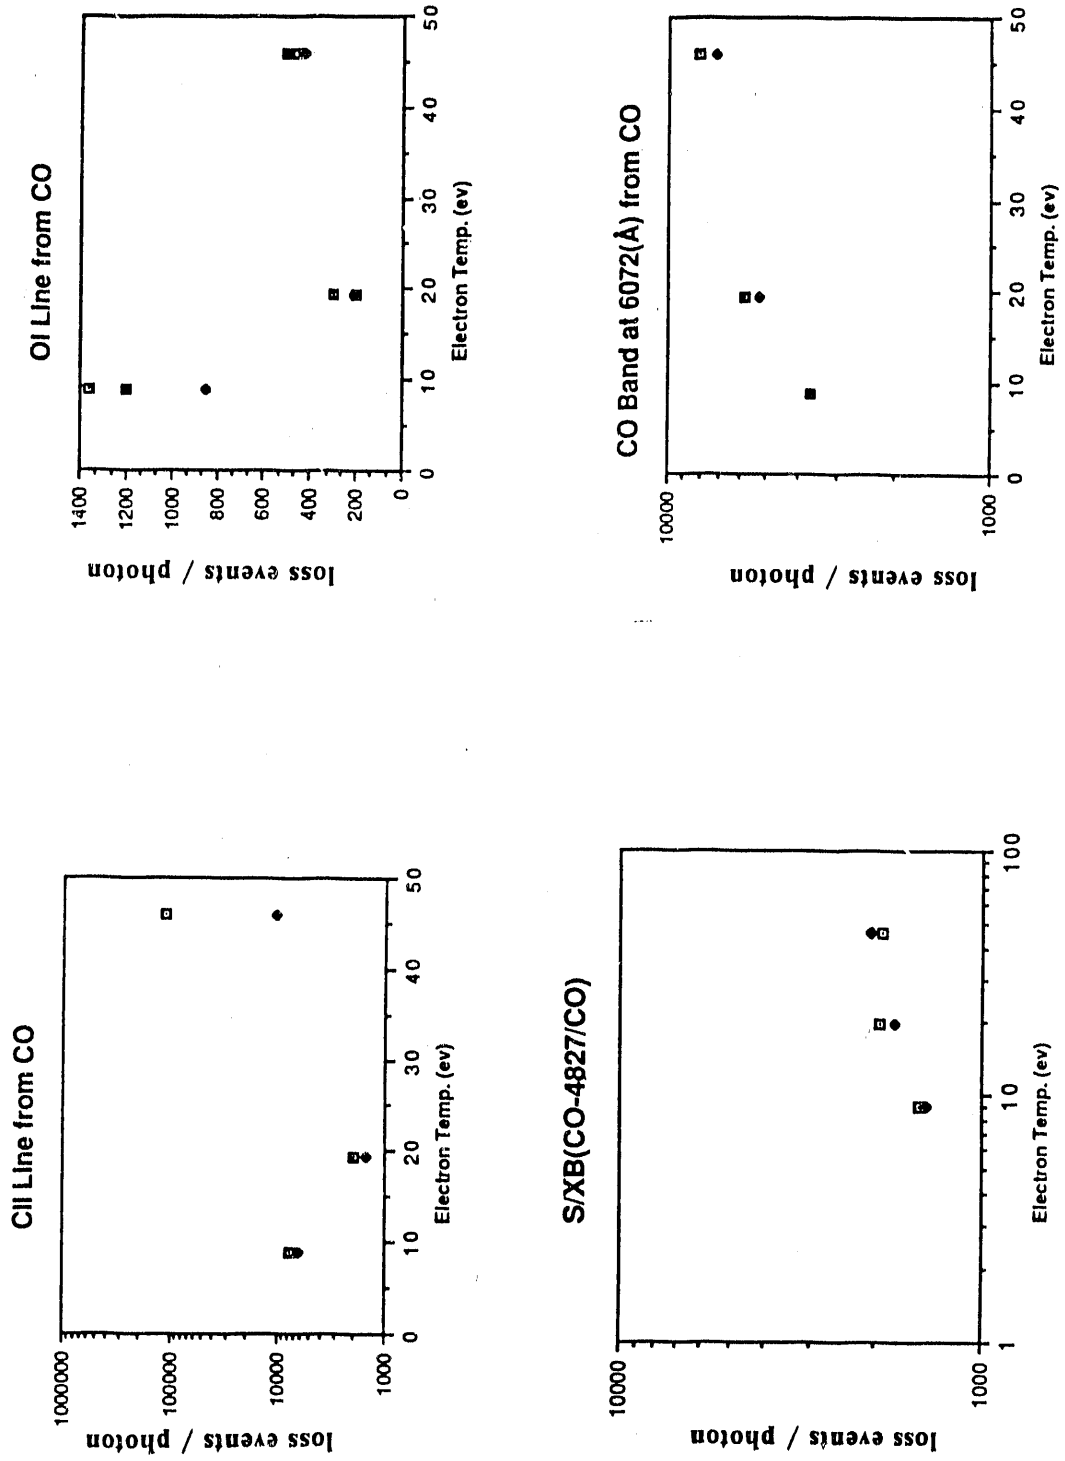 CII Line from CO
loss events / photon
1000000
100000
10000
1000
0 10 20 30 40 50
Electron Temp. (ev)
OI Line from CO
loss events / photon
1400
1200
1000
800
600
400
200
0
0 10 20 30 40 50
Electron Temp. (ev)
S/XB(CO-4827/CO)
loss events / photon
10000
1000
1 10 100
Electron Temp. (ev)
CO Band at 6072(Å) from CO
loss events / photon
10000
1000
0 10 20 30 40 50
Electron Temp. (ev)